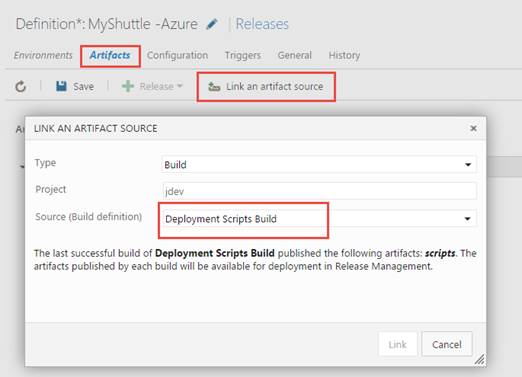 Definition*: MyShuttle -Azure | Releases
Environments Artifacts Configuration Triggers General History
Save Release Link an artifact source
LINK AN ARTIFACT SOURCE
Type Build
Project jdev
Source (Build definition) Deployment Scripts Build
The last successful build of Deployment Scripts Build published the following artifacts: scripts. The
artifacts published by each build will be available for deployment in Release Management.
Link Cancel